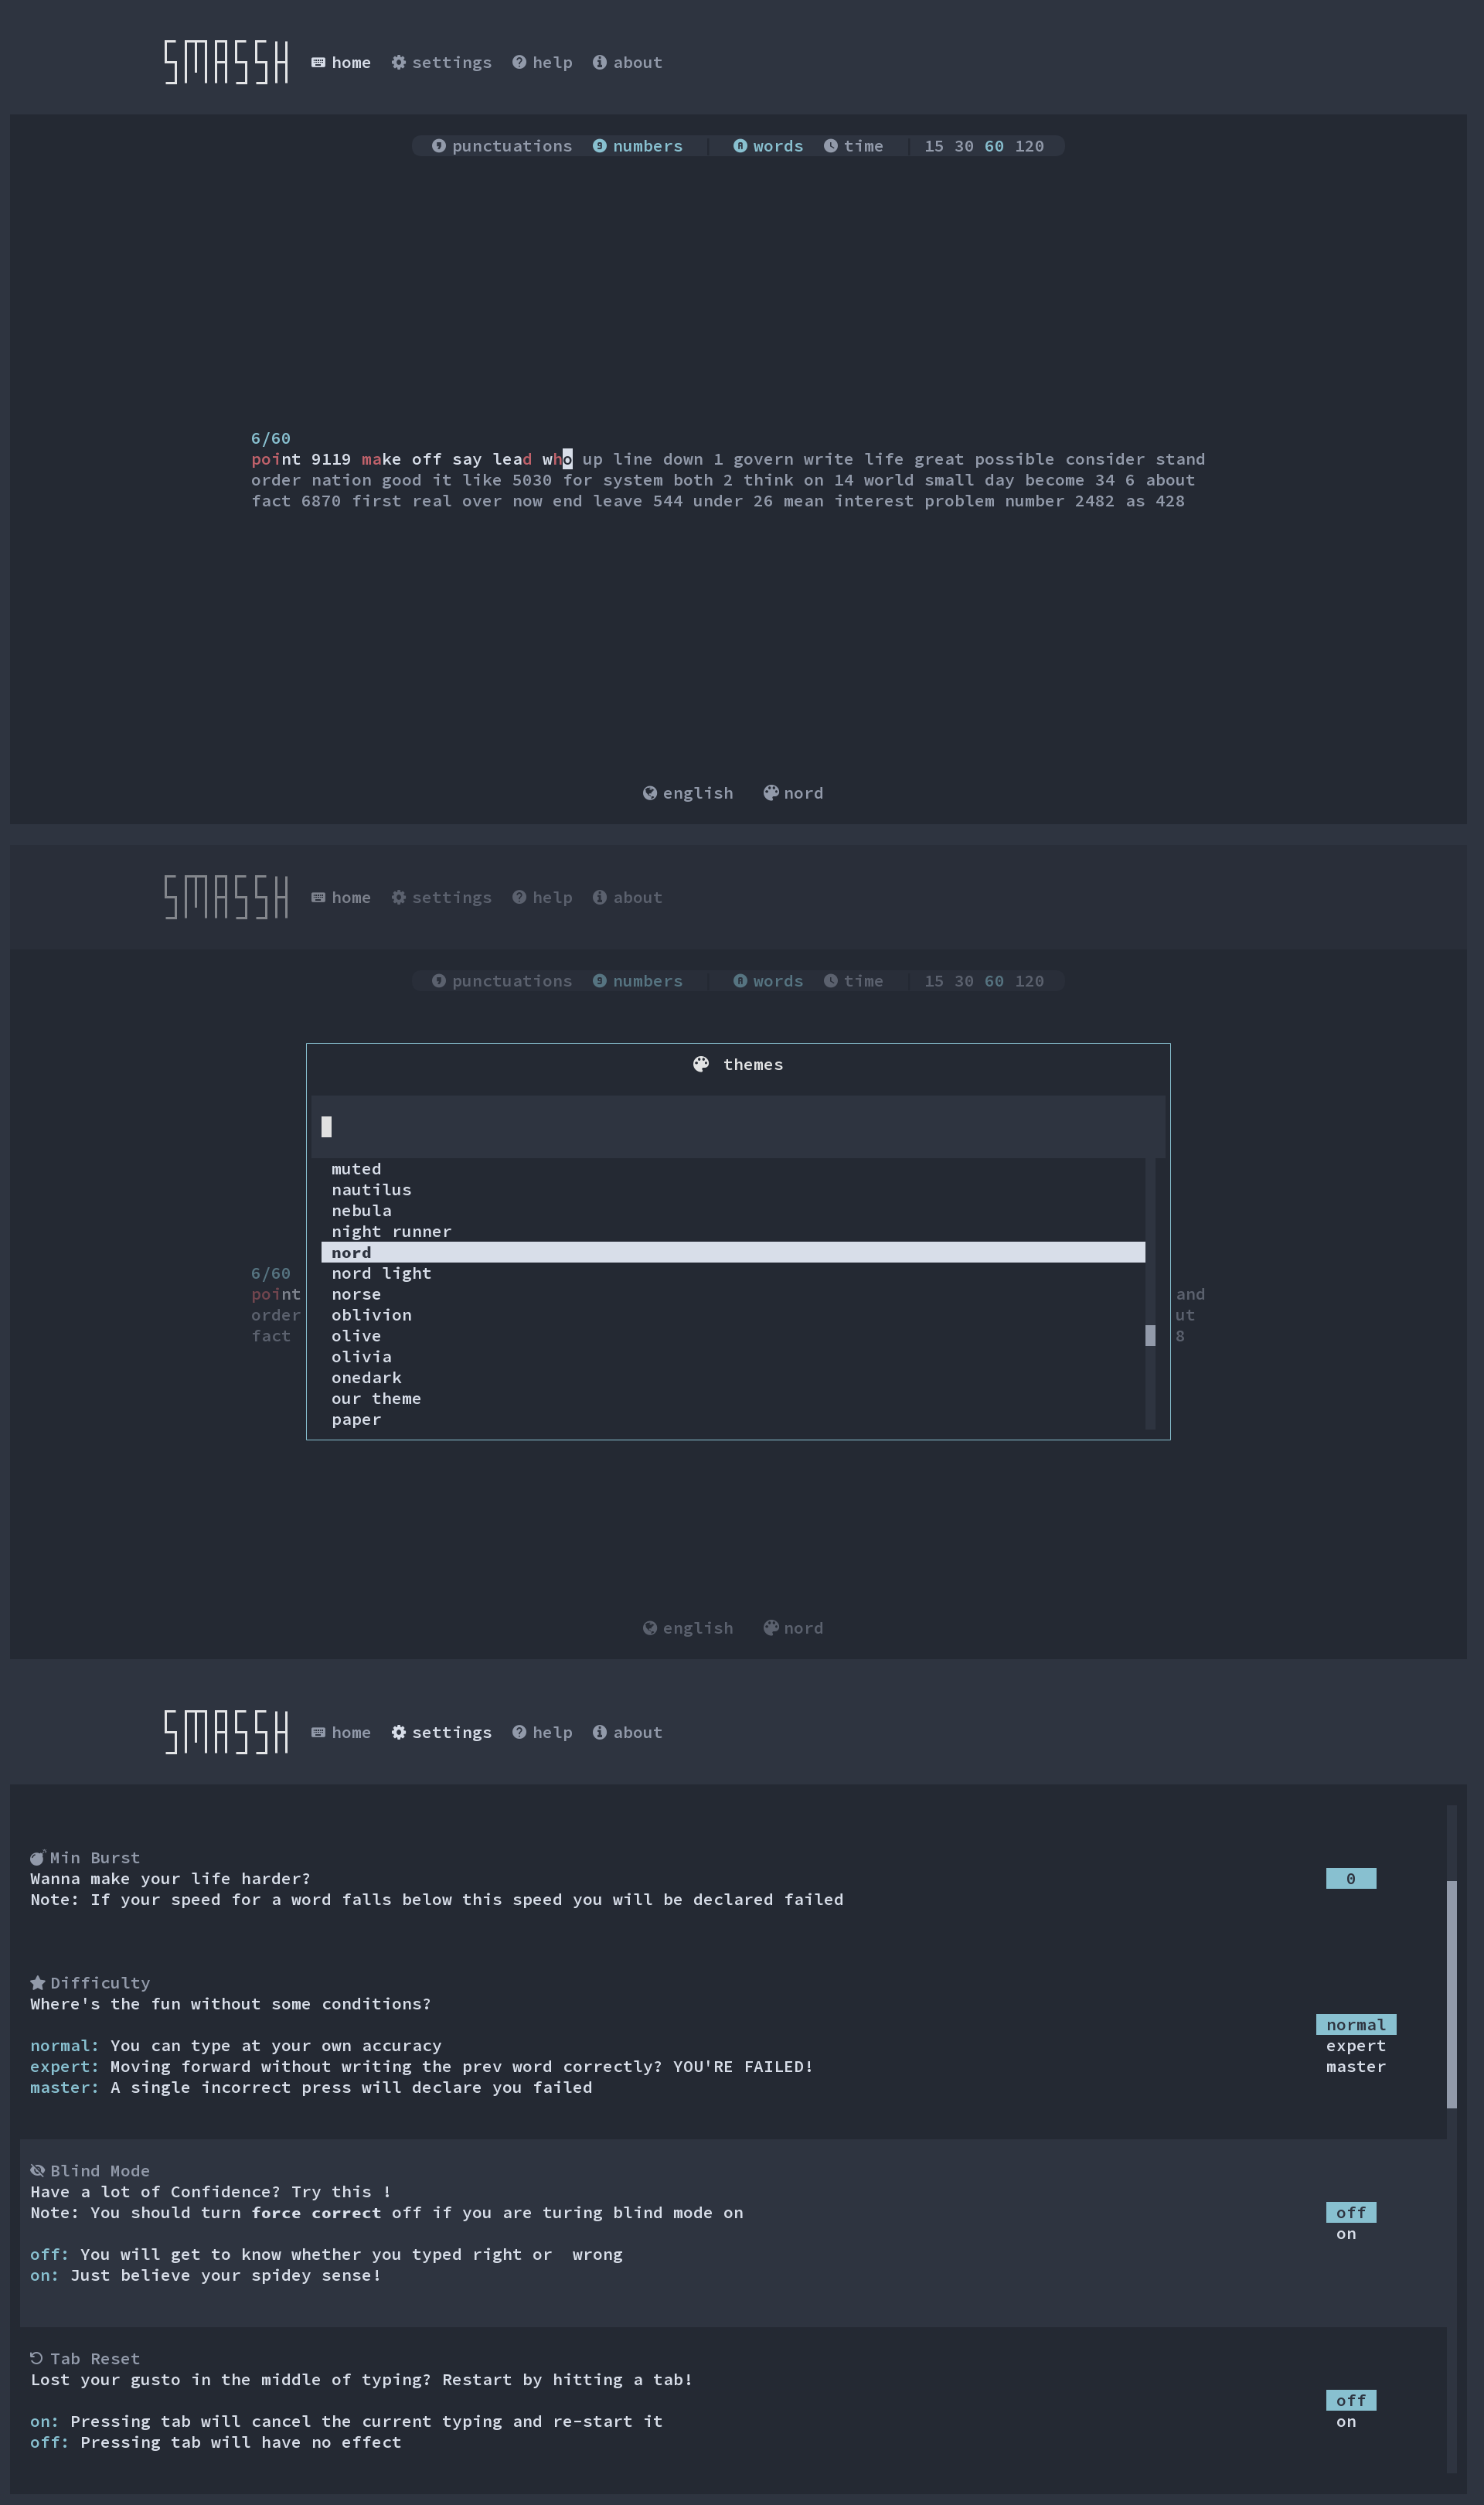 SMASSH home settings help about
punctuations numbers words time 15 30 60 120
6/60
point 9119 make off say lead who up line down 1 govern write life great possible consider stand
order nation good it like 5030 for system both 2 think on 14 world small day become 34 6 about
fact 6870 first real over now end leave 544 under 26 mean interest problem number 2482 as 428
english nord
SMASSH home settings help about
punctuations numbers words time 15 30 60 120
themes
muted
nautilus
nebula
night runner
nord
6/60 nord light
point norse and
order oblivion ut
fact olive 8
olivia
onedark
our theme
paper
english nord
SMASSH home settings help about
Min Burst
Wanna make your life harder? 0
Note: If your speed for a word falls below this speed you will be declared failed
Difficulty
Where's the fun without some conditions?
normal
normal: You can type at your own accuracy expert
expert: Moving forward without writing the prev word correctly? YOU'RE FAILED! master
master: A single incorrect press will declare you failed
Blind Mode
Have a lot of Confidence? Try this !
Note: You should turn force correct off if you are turing blind mode on off
on
off: You will get to know whether you typed right or  wrong
on: Just believe your spidey sense!
Tab Reset
Lost your gusto in the middle of typing? Restart by hitting a tab!
off
on: Pressing tab will cancel the current typing and re-start it on
off: Pressing tab will have no effect